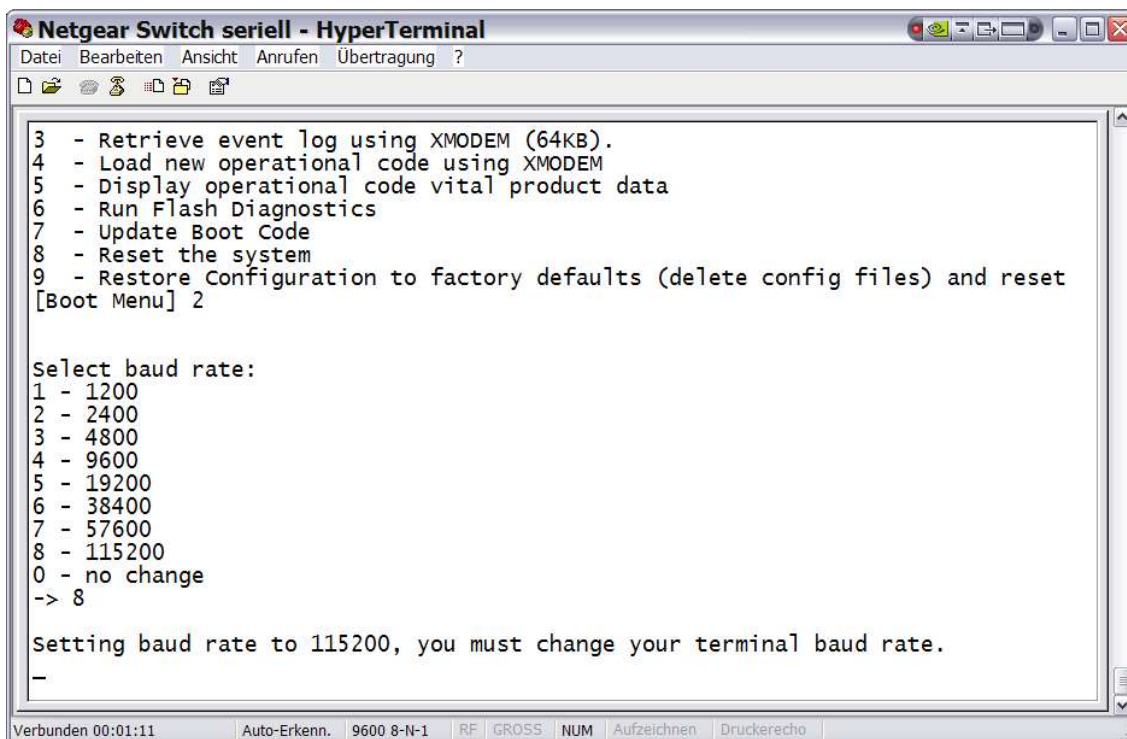 Netgear Switch seriell - HyperTerminal
Datei Bearbeiten Ansicht Anrufen Übertragung ?
3 - Retrieve event log using XMODEM (64KB).
4 - Load new operational code using XMODEM
5 - Display operational code vital product data
6 - Run Flash Diagnostics
7 - Update Boot Code
8 - Reset the system
9 - Restore Configuration to factory defaults (delete config files) and reset
[Boot Menu] 2
Select baud rate:
1 - 1200
2 - 2400
3 - 4800
4 - 9600
5 - 19200
6 - 38400
7 - 57600
8 - 115200
0 - no change
-> 8
Setting baud rate to 115200, you must change your terminal baud rate.
_
Verbunden 00:01:11 Auto-Erkenn. 9600 8-N-1 RF GROSS NUM Aufzeichnen Druckerecho